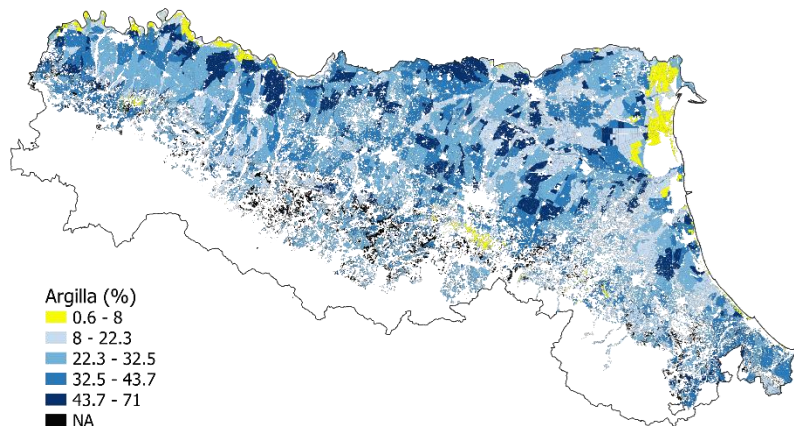 Argilla (%)
0.6 - 8
8 - 22.3
22.3 - 32.5
32.5 - 43.7
43.7 - 71
NA